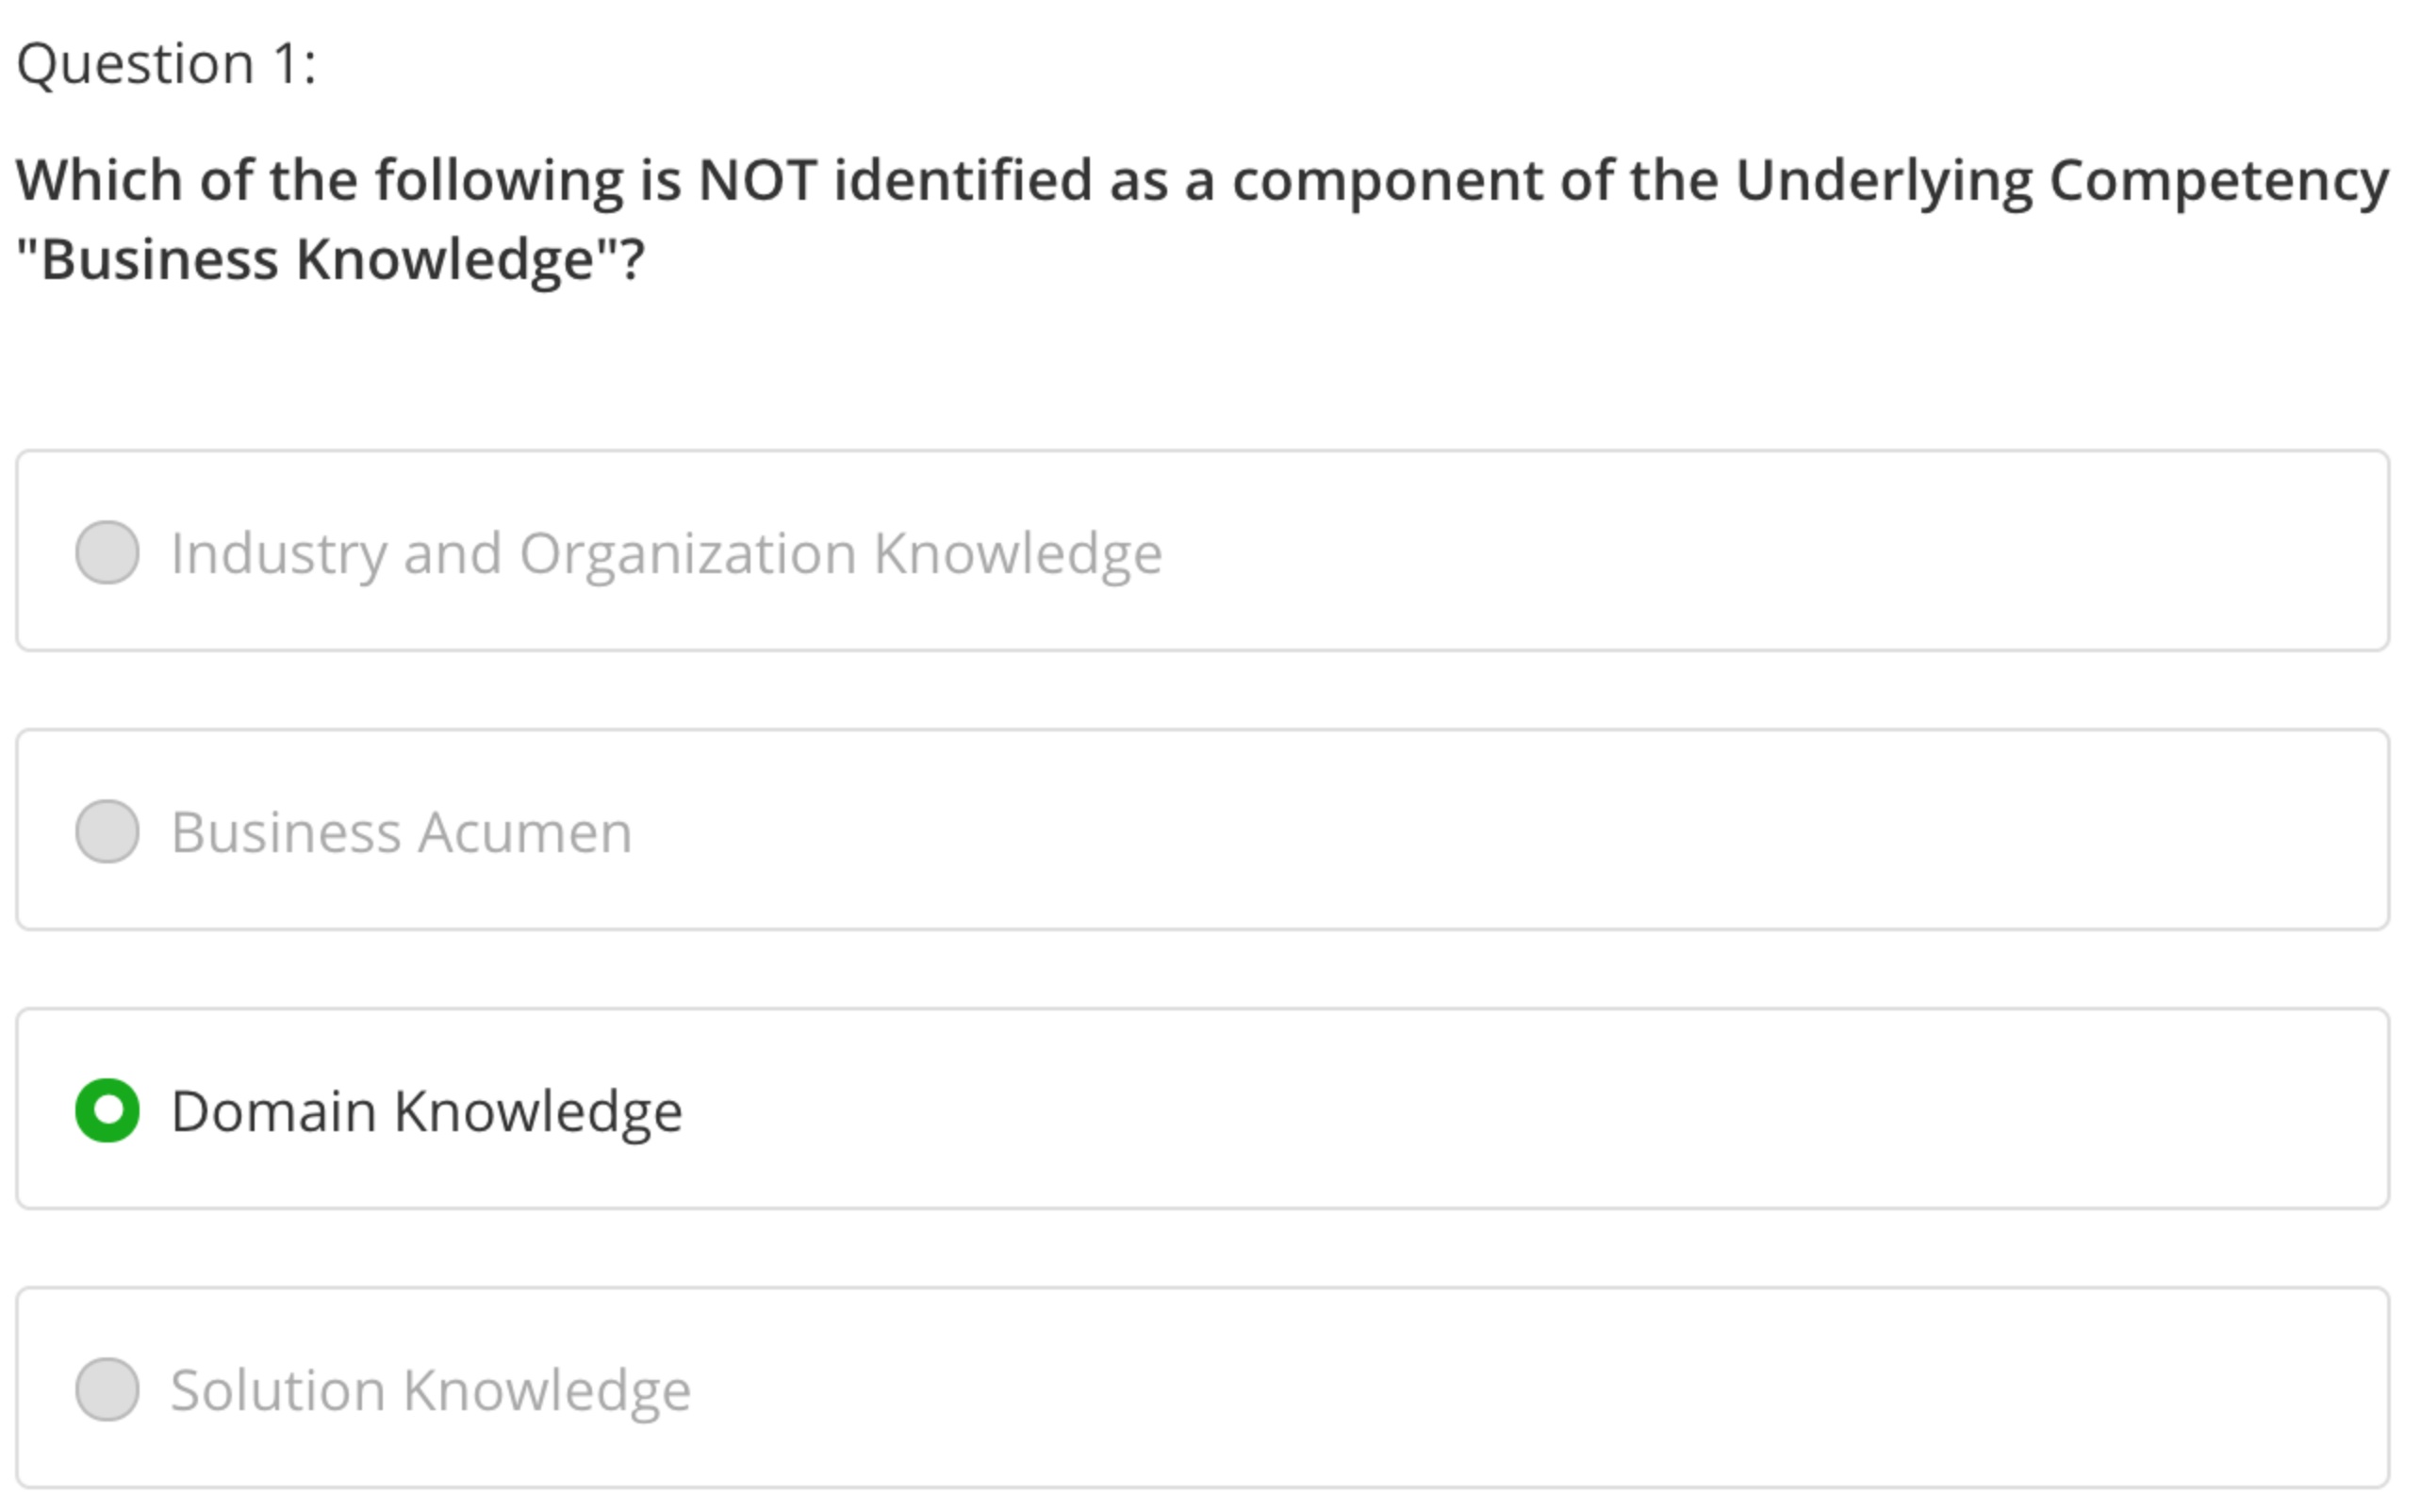 Question 1:
Which of the following is NOT identified as a component of the Underlying Competency
"Business Knowledge"?
Industry and Organization Knowledge
Business Acumen
Domain Knowledge
Solution Knowledge